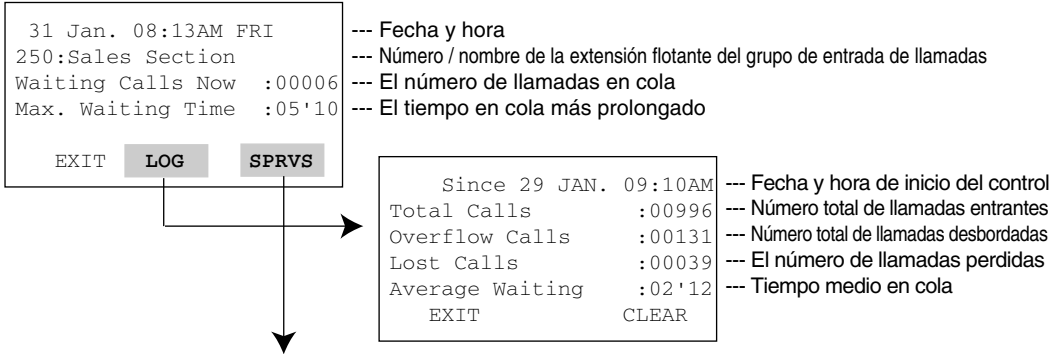 31 Jan. 08:13AM FRI --- Fecha y hora
250:Sales Section --- Número / nombre de la extensión flotante del grupo de entrada de llamadas
Waiting Calls Now :00006 --- El número de llamadas en cola
Max. Waiting Time :05'10 --- El tiempo en cola más prolongado
EXIT LOG SPRVS
Since 29 JAN. 09:10AM --- Fecha y hora de inicio del control
Total Calls :00996 --- Número total de llamadas entrantes
Overflow Calls :00131 --- Número total de llamadas desbordadas
Lost Calls :00039 --- El número de llamadas perdidas
Average Waiting :02'12 --- Tiempo medio en cola
EXIT CLEAR